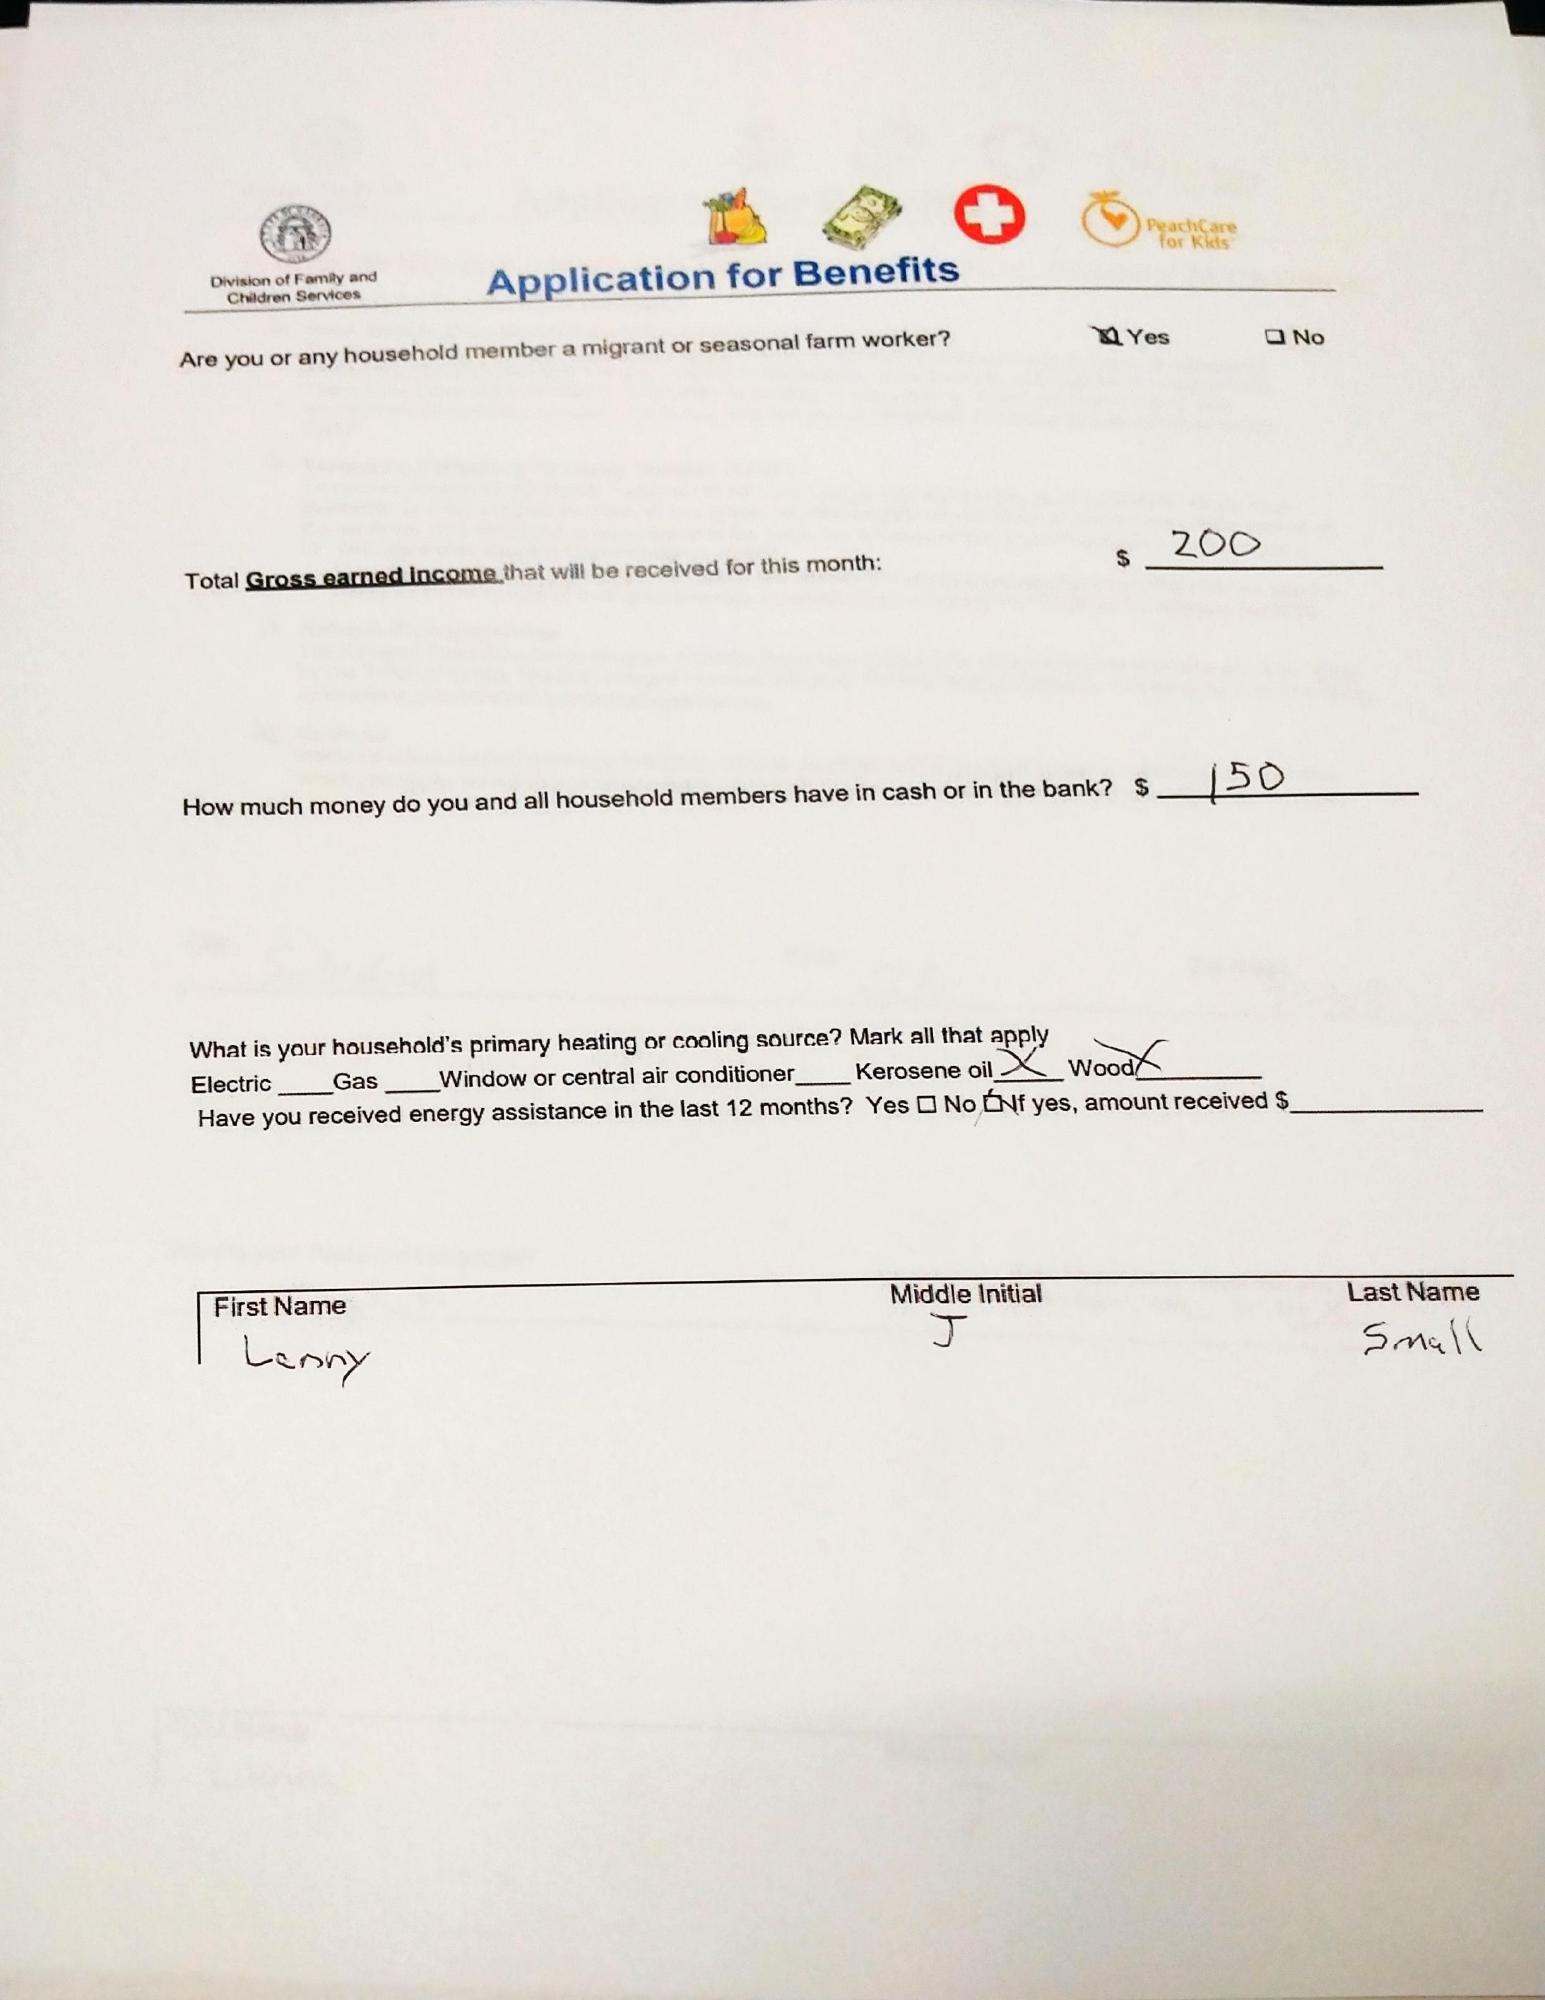 PeachCare
for Kids
Division of Family and
Children Services
Application for Benefits
Are you or any household member a migrant or seasonal farm worker? ☒ Yes ☐ No
Total Gross earned income that will be received for this month: $ 200
How much money do you and all household members have in cash or in the bank? $ 150
What is your household's primary heating or cooling source? Mark all that apply
Electric ____ Gas ____ Window or central air conditioner ____ Kerosene oil X Wood X
Have you received energy assistance in the last 12 months? Yes ☐ No ☒ If yes, amount received $ ____
First Name Middle Initial Last Name
Lenny J Small